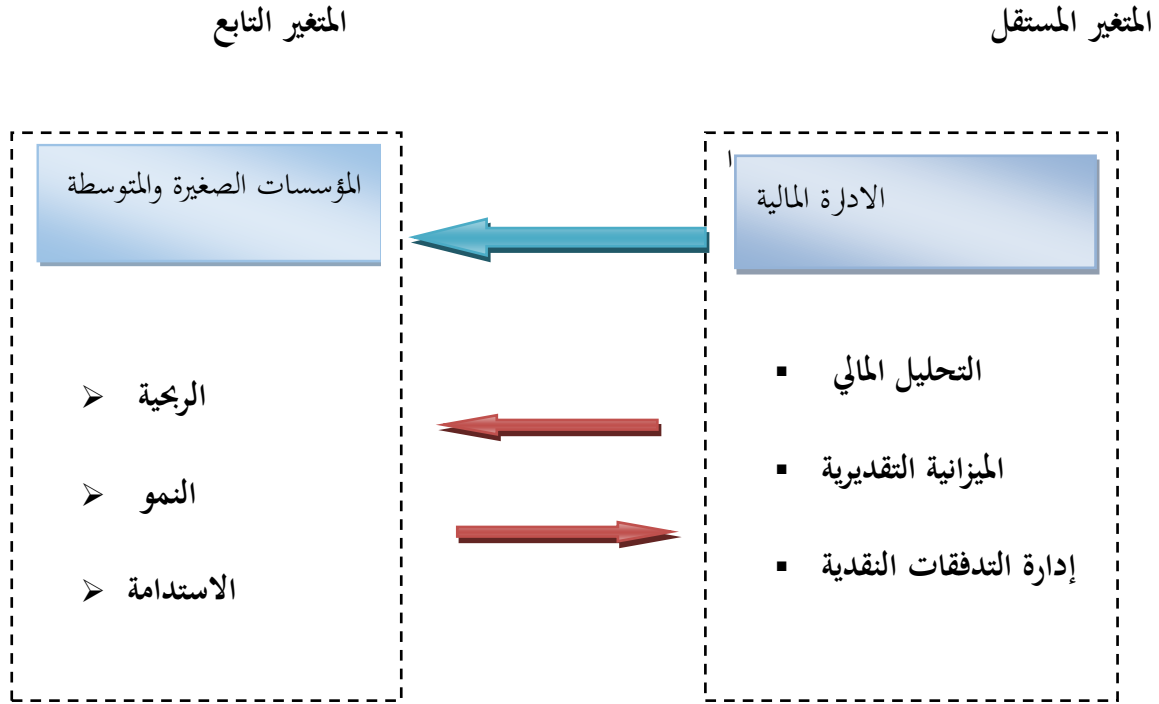 المتغير المستقل
المتغير التابع
ا
الادارة المالية
التحليل المالي
الميزانية التقديرية
إدارة التدفقات النقدية
المؤسسات الصغيرة والمتوسطة
الربحية
النمو
الاستدامة